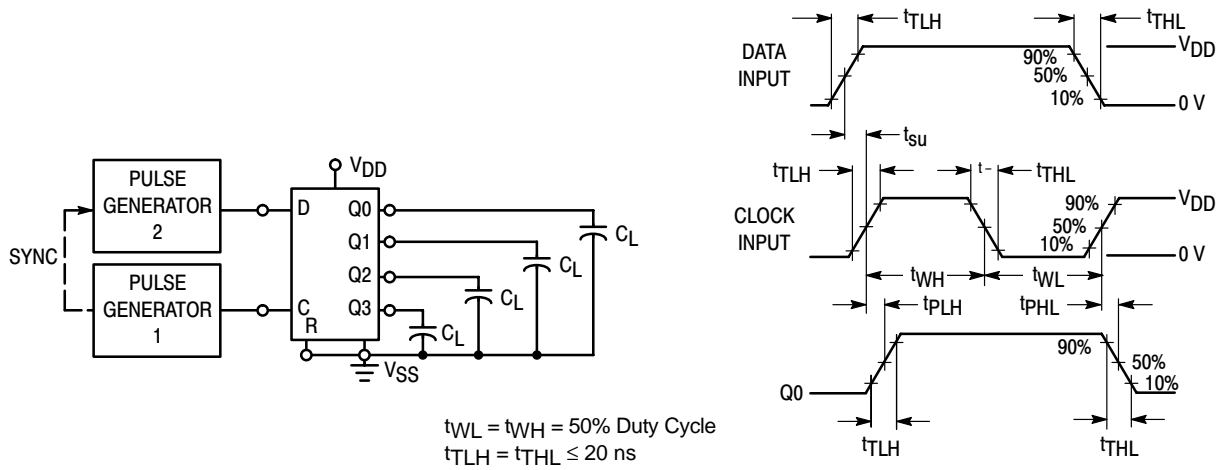 PULSE
GENERATOR
2
SYNC
PULSE
GENERATOR
1
VDD
D
C
R
Q0
Q1
Q2
Q3
CL
CL
CL
CL
VSS
tWL = tWH = 50% Duty Cycle
tTLH = tTHL ≤ 20 ns
tTLH
tTHL
DATA
INPUT
90%
50%
10%
VDD
0 V
tsu
tTLH
t –
tTHL
CLOCK
INPUT
90%
50%
10%
VDD
0 V
tWH
tWL
tPLH
tPHL
Q0
90%
50%
10%
tTLH
tTHL